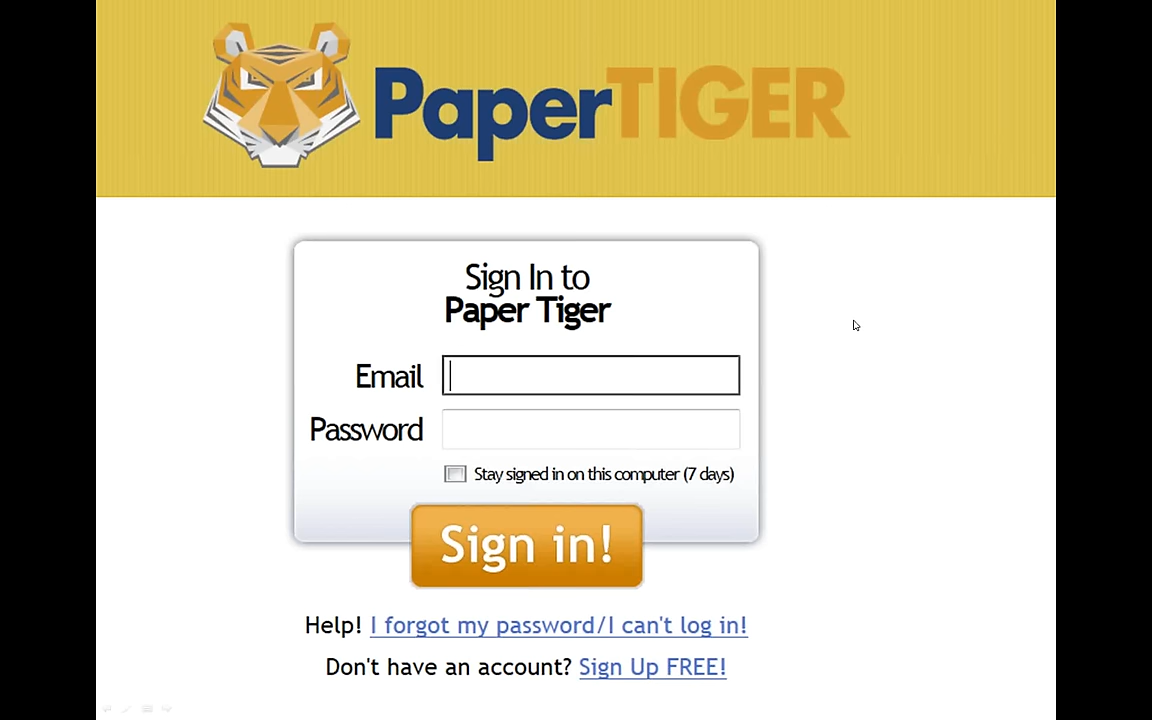 PaperTIGER
Sign In to
Paper Tiger
Email
Password
Stay signed in on this computer (7 days)
Sign in!
Help! I forgot my password/I can't log in!
Don't have an account? Sign Up FREE!